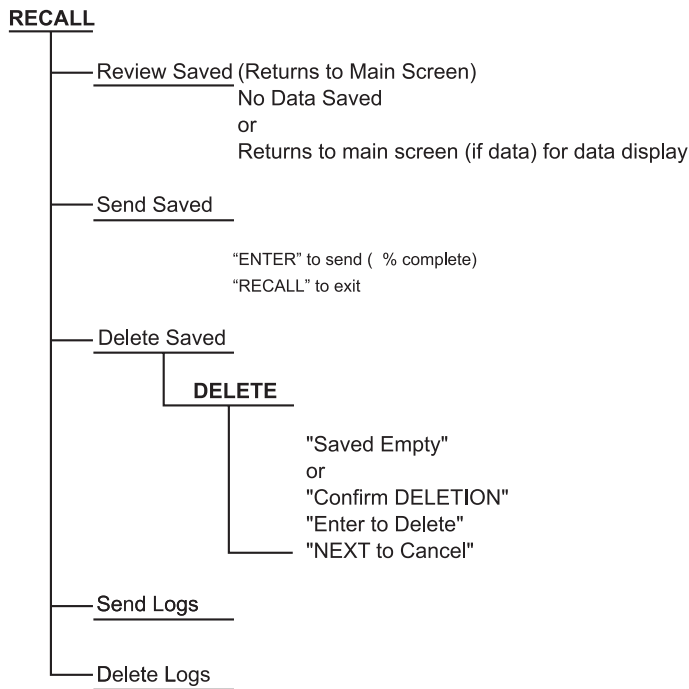 RECALL
Review Saved (Returns to Main Screen)
No Data Saved
or
Returns to main screen (if data) for data display
Send Saved
“ENTER” to send (  % complete)
“RECALL” to exit
Delete Saved
DELETE
"Saved Empty"
or
"Confirm DELETION"
"Enter to Delete"
"NEXT to Cancel"
Send Logs
Delete Logs